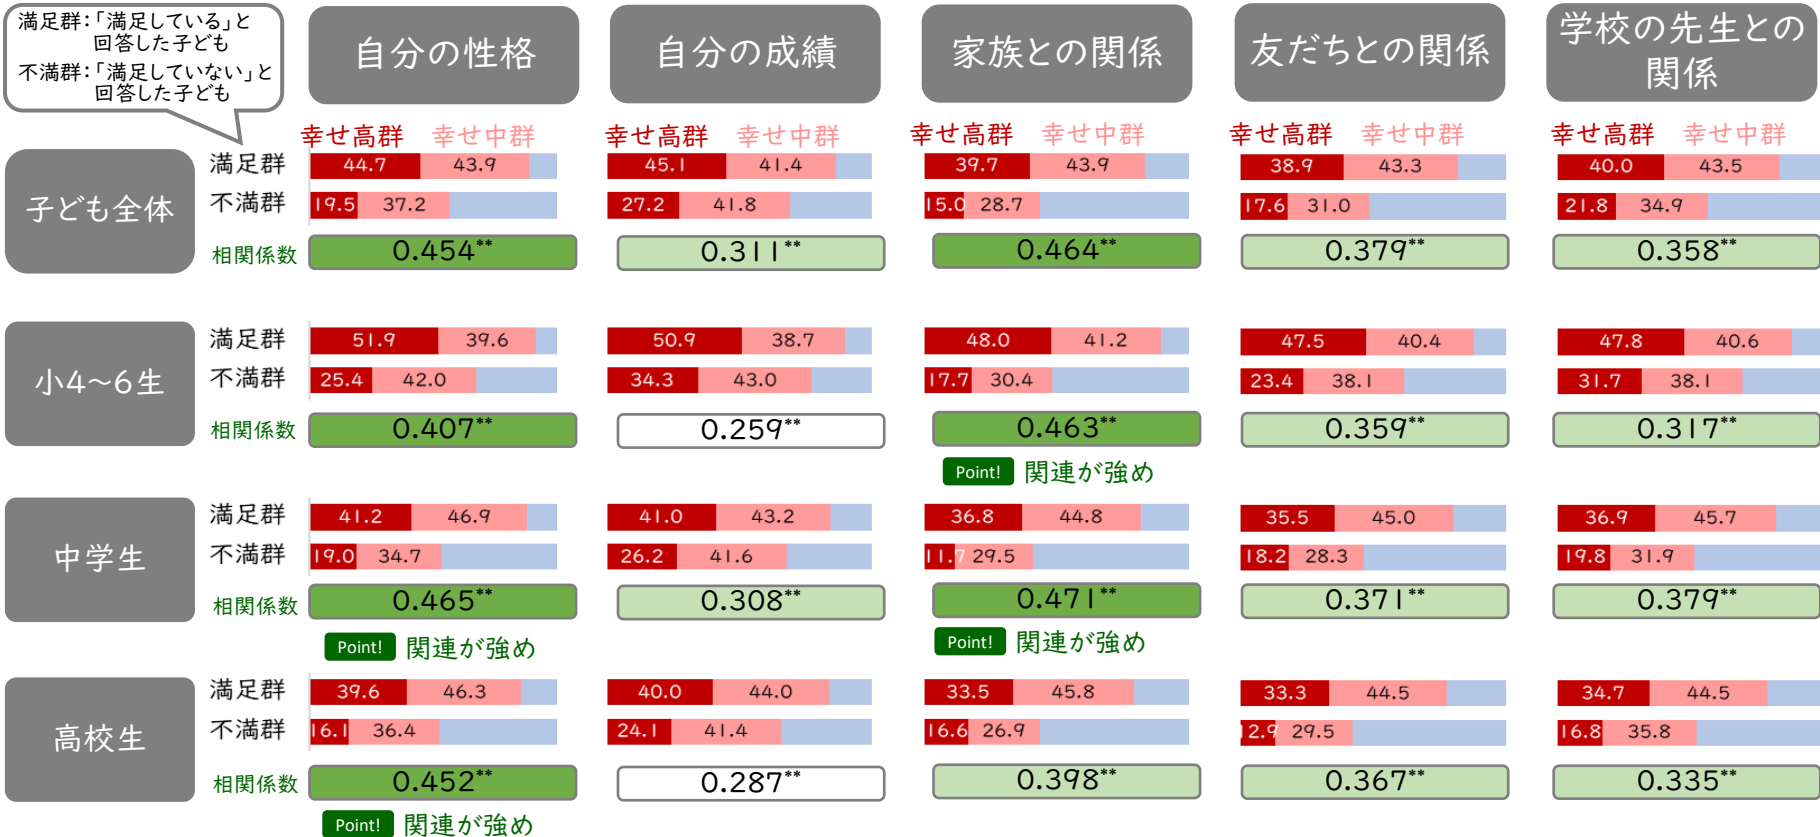 満足群：「満足している」と
回答した子ども
不満群：「満足していない」と
回答した子ども
自分の性格
自分の成績
家族との関係
友だちとの関係
学校の先生との
関係
幸せ高群 幸せ中群
幸せ高群 幸せ中群
幸せ高群 幸せ中群
幸せ高群 幸せ中群
幸せ高群 幸せ中群
子ども全体
満足群 44.7 43.9 45.1 41.4 39.7 43.9 38.9 43.3 40.0 43.5
不満群 19.5 37.2 27.2 41.8 15.0 28.7 17.6 31.0 21.8 34.9
相関係数 0.454** 0.311** 0.464** 0.379** 0.358**
小4～6生
満足群 51.9 39.6 50.9 38.7 48.0 41.2 47.5 40.4 47.8 40.6
不満群 25.4 42.0 34.3 43.0 17.7 30.4 23.4 38.1 31.7 38.1
相関係数 0.407** 0.259** 0.463** 0.359** 0.317**
Point! 関連が強め
中学生
満足群 41.2 46.9 41.0 43.2 36.8 44.8 35.5 45.0 36.9 45.7
不満群 19.0 34.7 26.2 41.6 11.7 29.5 18.2 28.3 19.8 31.9
相関係数 0.465** 0.308** 0.471** 0.371** 0.379**
Point! 関連が強め
Point! 関連が強め
高校生
満足群 39.6 46.3 40.0 44.0 33.5 45.8 33.3 44.5 34.7 44.5
不満群 16.1 36.4 24.1 41.4 16.6 26.9 12.9 29.5 16.8 35.8
相関係数 0.452** 0.287** 0.398** 0.367** 0.335**
Point! 関連が強め